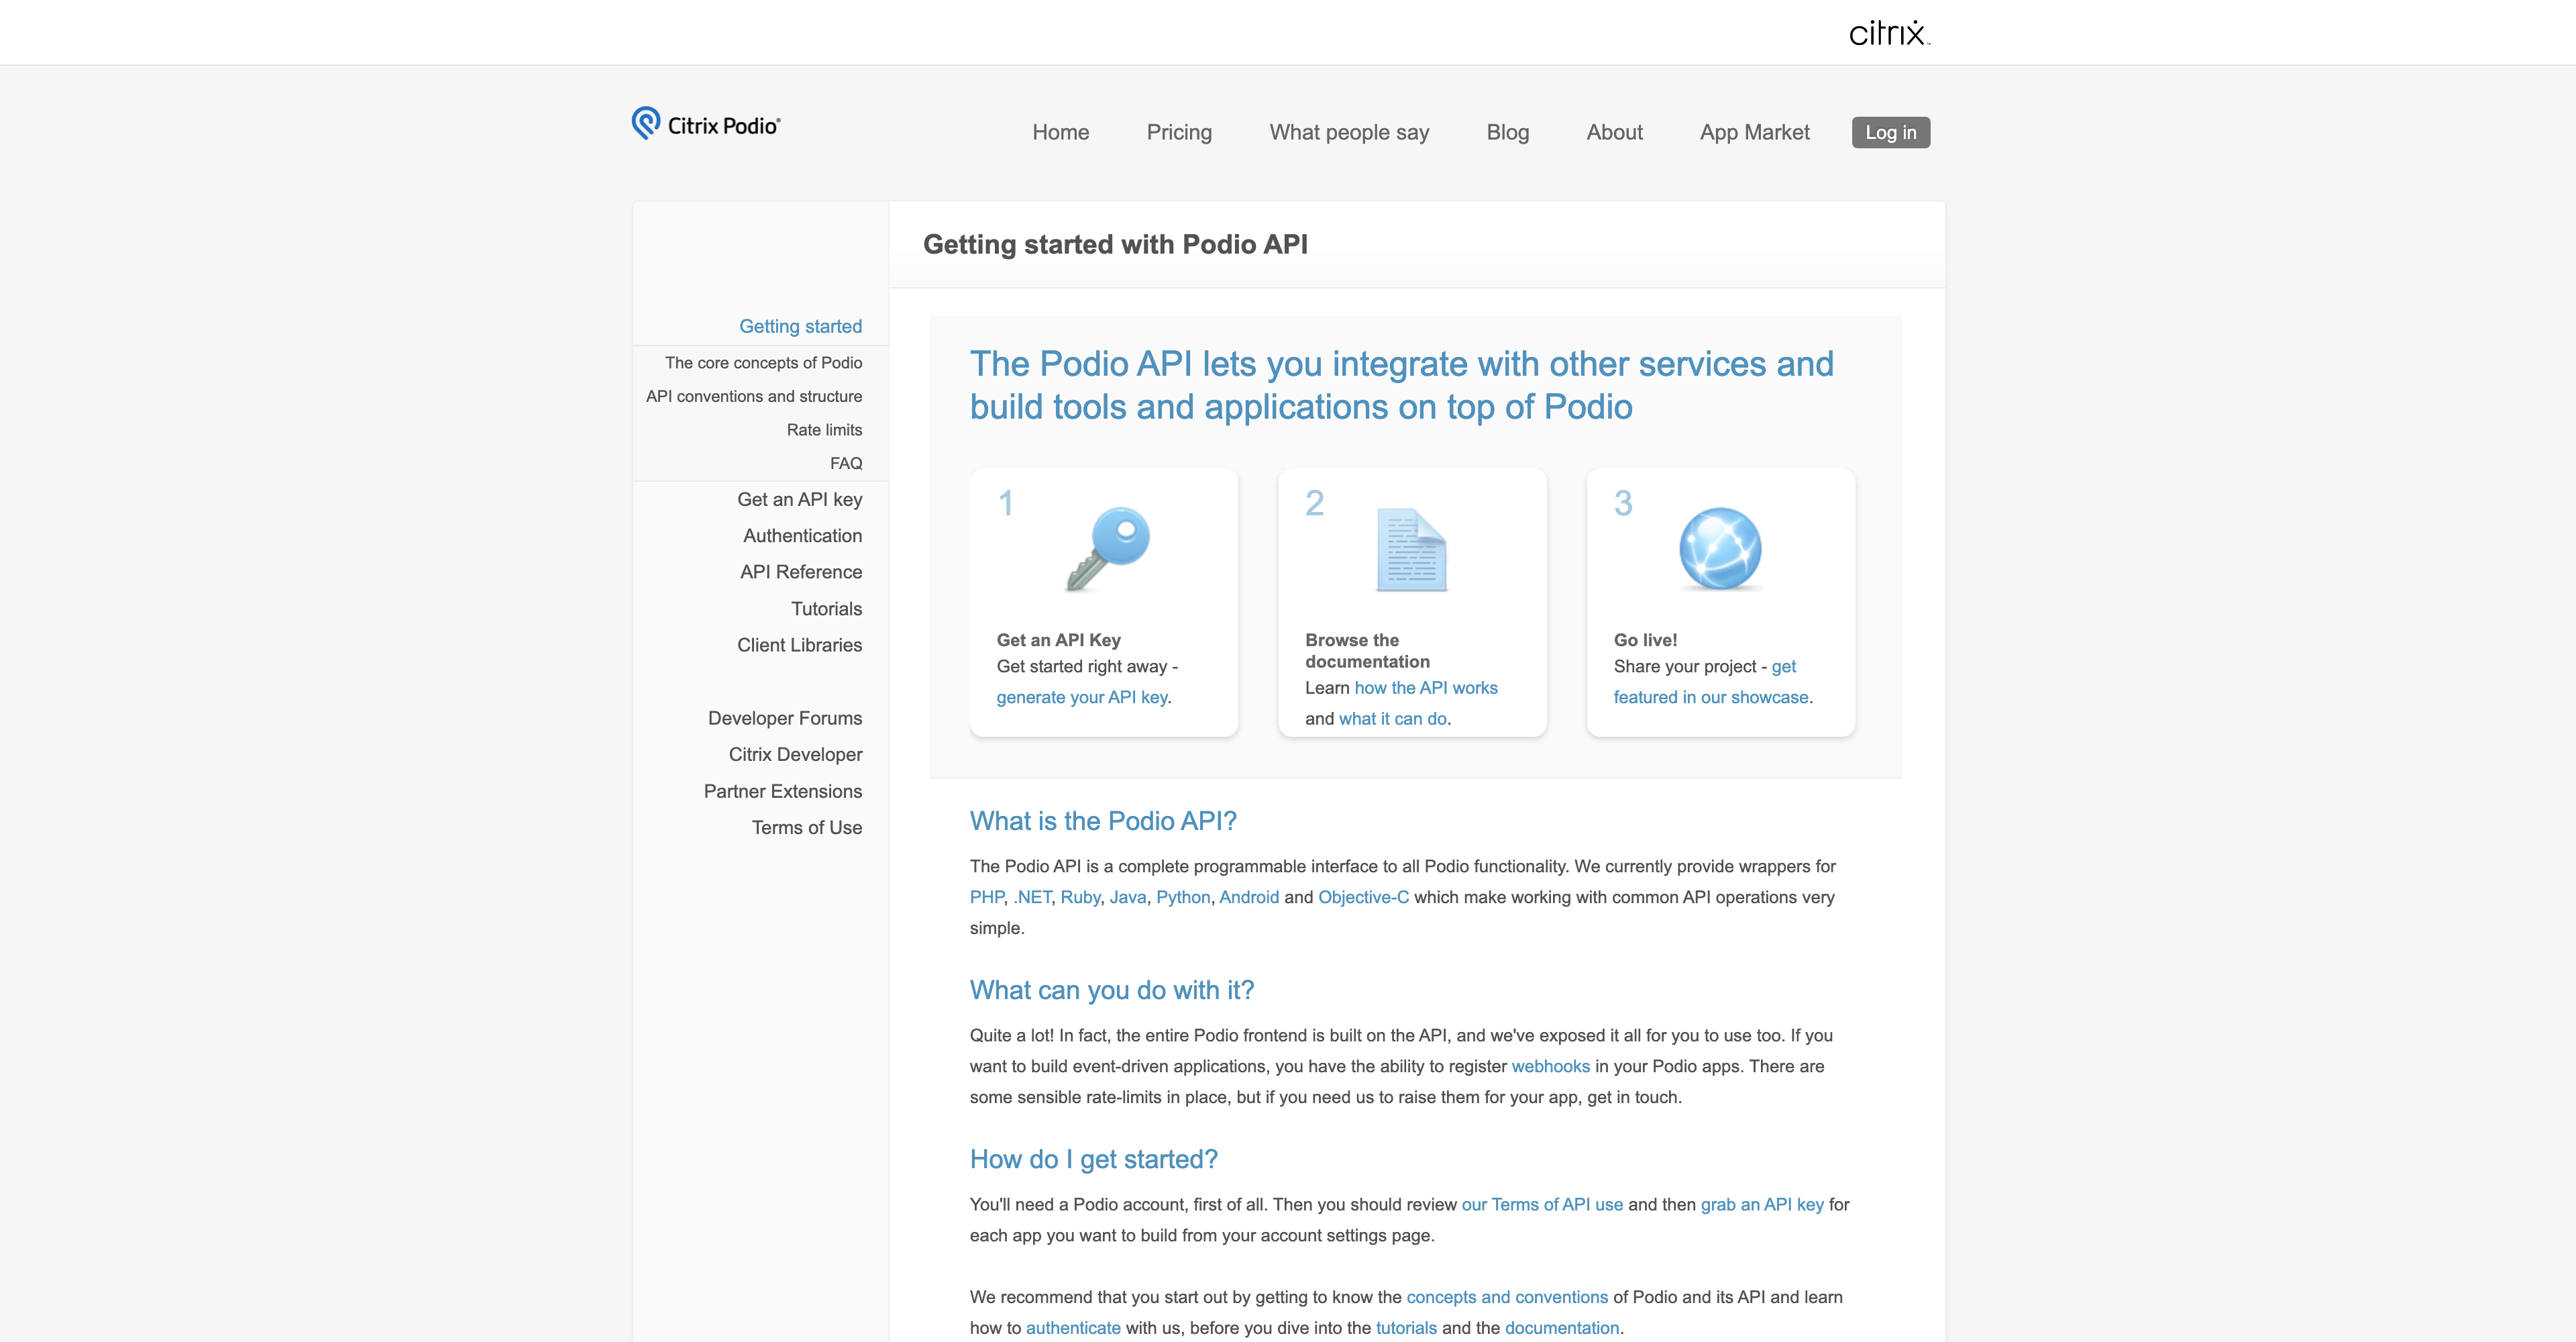 citrix
Citrix Podio®
Home Pricing What people say Blog About App Market Log in
Getting started with Podio API
Getting started
The core concepts of Podio
API conventions and structure
Rate limits
FAQ
Get an API key
Authentication
API Reference
Tutorials
Client Libraries
Developer Forums
Citrix Developer
Partner Extensions
Terms of Use
The Podio API lets you integrate with other services and
build tools and applications on top of Podio
1
Get an API Key
Get started right away -
generate your API key.
2
Browse the
documentation
Learn how the API works
and what it can do.
3
Go live!
Share your project - get
featured in our showcase.
What is the Podio API?
The Podio API is a complete programmable interface to all Podio functionality. We currently provide wrappers for
PHP, .NET, Ruby, Java, Python, Android and Objective-C which make working with common API operations very
simple.
What can you do with it?
Quite a lot! In fact, the entire Podio frontend is built on the API, and we've exposed it all for you to use too. If you
want to build event-driven applications, you have the ability to register webhooks in your Podio apps. There are
some sensible rate-limits in place, but if you need us to raise them for your app, get in touch.
How do I get started?
You'll need a Podio account, first of all. Then you should review our Terms of API use and then grab an API key for
each app you want to build from your account settings page.
We recommend that you start out by getting to know the concepts and conventions of Podio and its API and learn
how to authenticate with us, before you dive into the tutorials and the documentation.